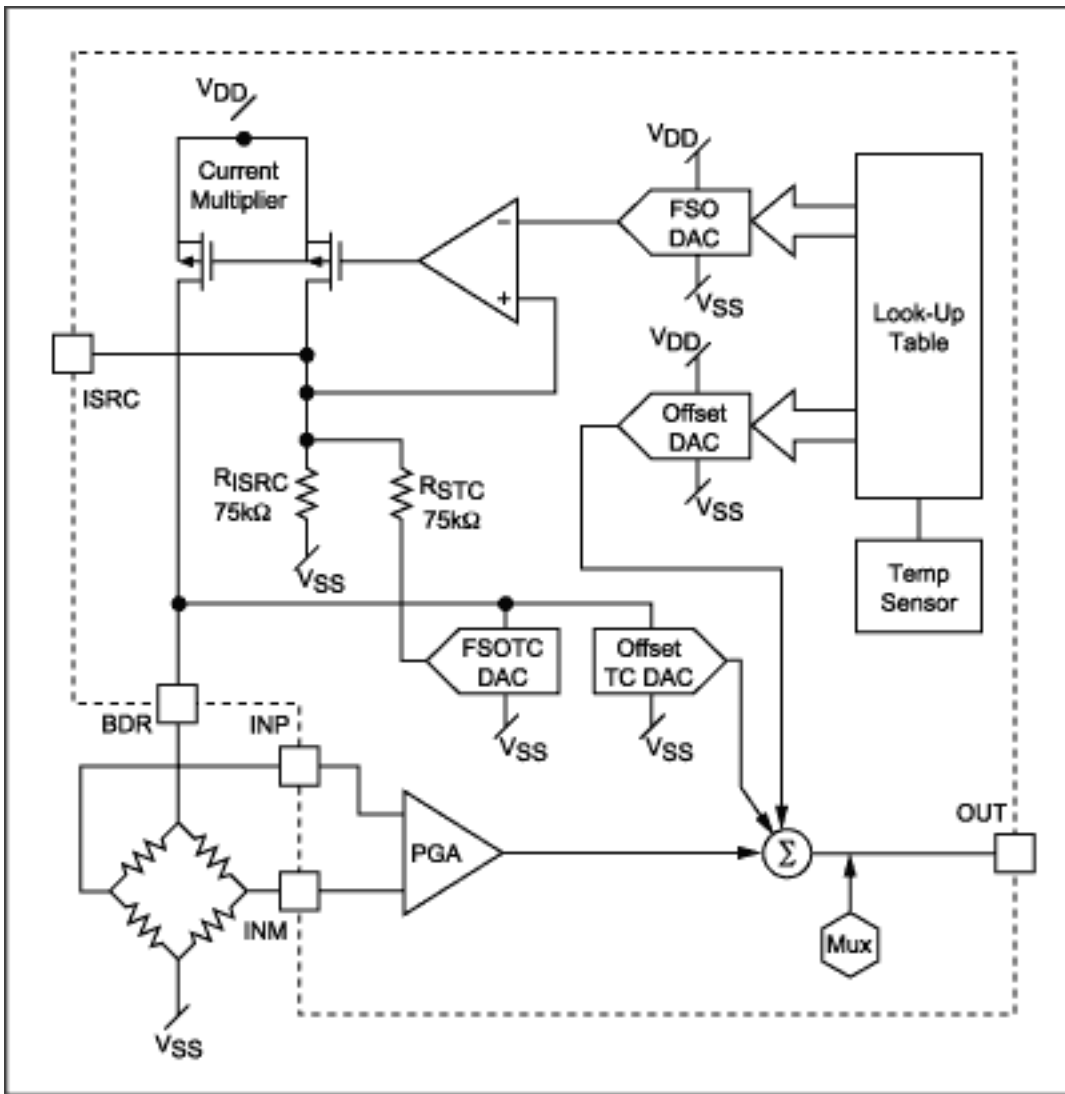 VDD
Current
Multiplier
VDD
FSO
DAC
−
+
VSS
Look-Up
Table
VDD
ISRC
Offset
DAC
RISRC
75kΩ
RSTC
75kΩ
VSS
VSS
Temp
Sensor
FSOTC
DAC
Offset
TC DAC
BDR
INP
VSS
VSS
OUT
PGA
Σ
INM
Mux
VSS